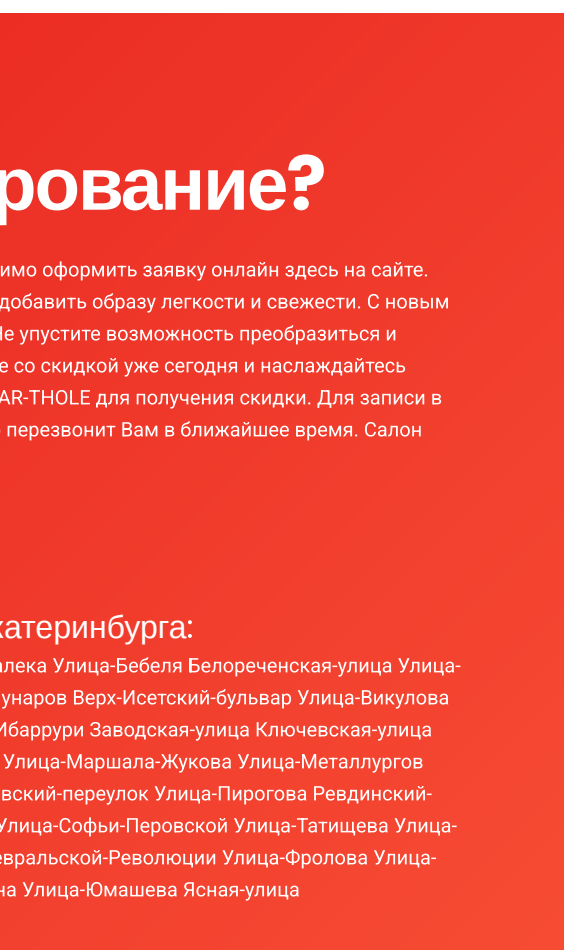 рование?
имо оформить заявку онлайн здесь на сайте.
добавить образу легкости и свежести. С новым
Не упустите возможность преобразиться и
е со скидкой уже сегодня и наслаждайтесь
AR-THOLE для получения скидки. Для записи в
перезвонит Вам в ближайшее время. Салон
катеринбурга:
алека Улица-Бебеля Белореченская-улица Улица-
унаров Верх-Исетский-бульвар Улица-Викулова
Ибаррури Заводская-улица Ключевская-улица
Улица-Маршала-Жукова Улица-Металлургов
вский-переулок Улица-Пирогова Ревдинский-
Улица-Софьи-Перовской Улица-Татищева Улица-
евральской-Революции Улица-Фролова Улица-
на Улица-Юмашева Ясная-улица